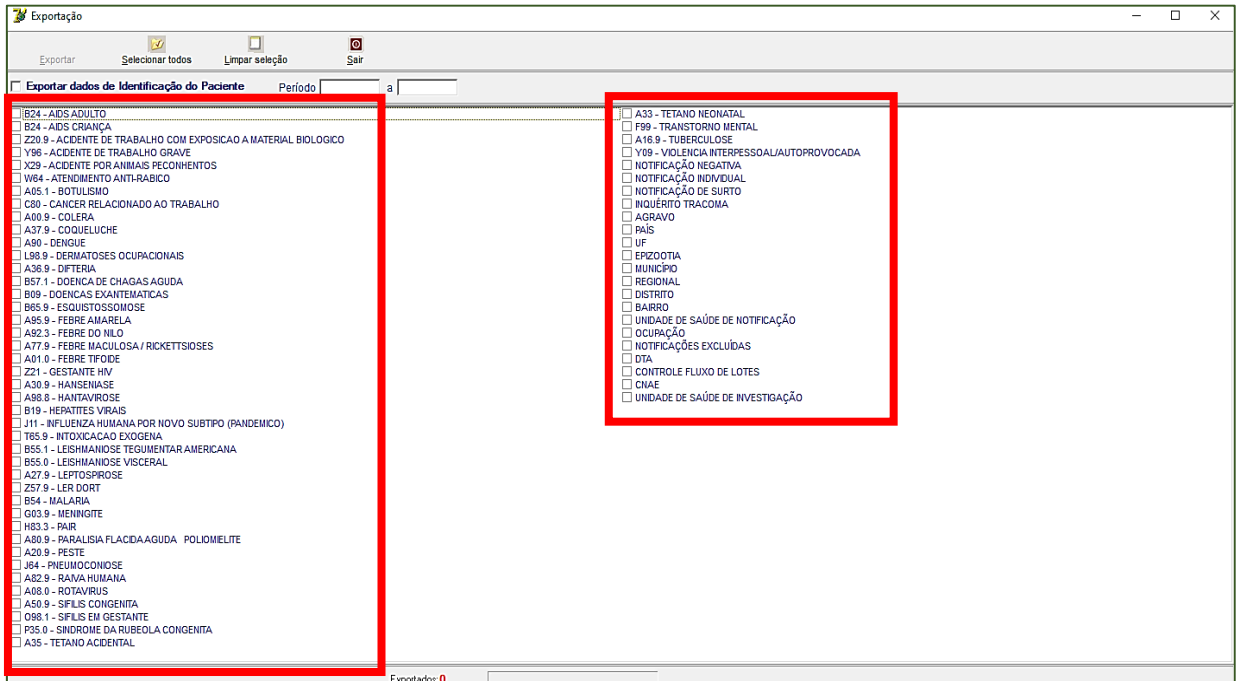 Exportação
Exportar Selecionar todos Limpar seleção Sair
Exportar dados de Identificação do Paciente Período a
B24 - AIDS ADULTO
B24 - AIDS CRIANÇA
Z20.9 - ACIDENTE DE TRABALHO COM EXPOSICAO A MATERIAL BIOLOGICO
Y96 - ACIDENTE DE TRABALHO GRAVE
X29 - ACIDENTE POR ANIMAIS PECONHENTOS
W64 - ATENDIMENTO ANTI-RABICO
A05.1 - BOTULISMO
C80 - CANCER RELACIONADO AO TRABALHO
A00.9 - COLERA
A37.9 - COQUELUCHE
A90 - DENGUE
L98.9 - DERMATOSES OCUPACIONAIS
A36.9 - DIFTERIA
B57.1 - DOENCA DE CHAGAS AGUDA
B09 - DOENCAS EXANTEMATICAS
B65.9 - ESQUISTOSSOMOSE
A95.9 - FEBRE AMARELA
A92.3 - FEBRE DO NILO
A77.9 - FEBRE MACULOSA / RICKETTSIOSES
A01.0 - FEBRE TIFOIDE
Z21 - GESTANTE HIV
A30.9 - HANSENIASE
A98.8 - HANTAVIROSE
B19 - HEPATITES VIRAIS
J11 - INFLUENZA HUMANA POR NOVO SUBTIPO (PANDEMICO)
T65.9 - INTOXICACAO EXOGENA
B55.1 - LEISHMANIOSE TEGUMENTAR AMERICANA
B55.0 - LEISHMANIOSE VISCERAL
A27.9 - LEPTOSPIROSE
Z57.9 - LER DORT
B54 - MALARIA
G03.9 - MENINGITE
H83.3 - PAIR
A80.9 - PARALISIA FLACIDA AGUDA POLIOMIELITE
A20.9 - PESTE
J64 - PNEUMOCONIOSE
A82.9 - RAIVA HUMANA
A08.0 - ROTAVIRUS
A50.9 - SIFILIS CONGENITA
O98.1 - SIFILIS EM GESTANTE
P35.0 - SINDROME DA RUBEOLA CONGENITA
A35 - TETANO ACIDENTAL
A33 - TETANO NEONATAL
F99 - TRANSTORNO MENTAL
A16.9 - TUBERCULOSE
Y09 - VIOLENCIA INTERPESSOAL/AUTOPROVOCADA
NOTIFICAÇÃO NEGATIVA
NOTIFICAÇÃO INDIVIDUAL
NOTIFICAÇÃO DE SURTO
INQUÉRITO TRACOMA
AGRAVO
PAÍS
UF
EPIZOOTIA
MUNICÍPIO
REGIONAL
DISTRITO
BAIRRO
UNIDADE DE SAÚDE DE NOTIFICAÇÃO
OCUPAÇÃO
NOTIFICAÇÕES EXCLUÍDAS
DTA
CONTROLE FLUXO DE LOTES
CNAE
UNIDADE DE SAÚDE DE INVESTIGAÇÃO
Exportados: 0